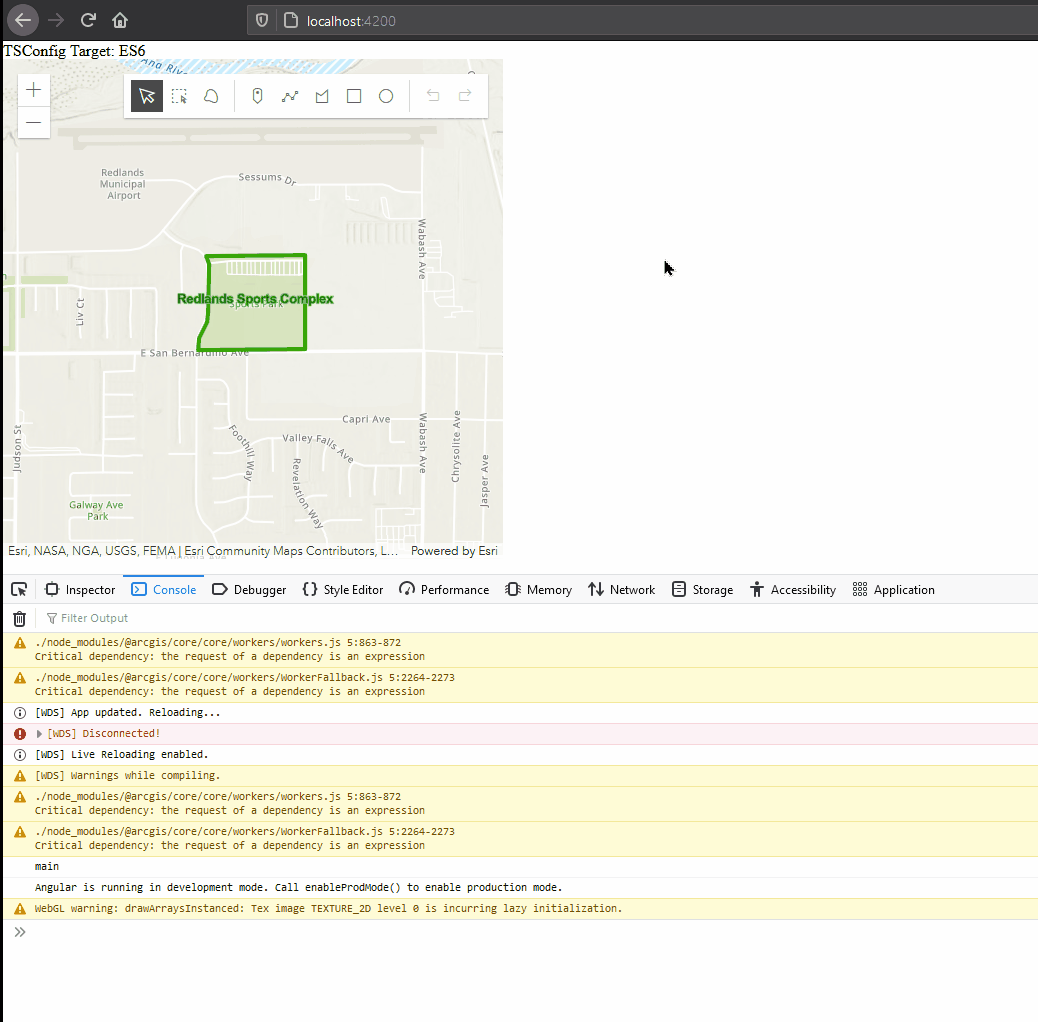 localhost:4200
TSConfig Target: ES6
Ana River
+
−
Redlands
Municipal
Airport
Sessums Dr
Wabash Ave
Liv Ct
Redlands Sports Complex
Sports Park
E San Bernardino Ave
Capri Ave
Judson St
Foothill Way
Valley Falls Ave
Revelation Way
Wabash Ave
Chrysolite Ave
Jasper Ave
Galway Ave
Park
Esri, NASA, NGA, USGS, FEMA | Esri Community Maps Contributors, L... Powered by Esri
Inspector Console Debugger Style Editor Performance Memory Network Storage Accessibility Application
Filter Output
./node_modules/@arcgis/core/core/workers/workers.js 5:863-872
Critical dependency: the request of a dependency is an expression
./node_modules/@arcgis/core/core/workers/WorkerFallback.js 5:2264-2273
Critical dependency: the request of a dependency is an expression
[WDS] App updated. Reloading...
[WDS] Disconnected!
[WDS] Live Reloading enabled.
[WDS] Warnings while compiling.
./node_modules/@arcgis/core/core/workers/workers.js 5:863-872
Critical dependency: the request of a dependency is an expression
./node_modules/@arcgis/core/core/workers/WorkerFallback.js 5:2264-2273
Critical dependency: the request of a dependency is an expression
main
Angular is running in development mode. Call enableProdMode() to enable production mode.
WebGL warning: drawArraysInstanced: Tex image TEXTURE_2D level 0 is incurring lazy initialization.